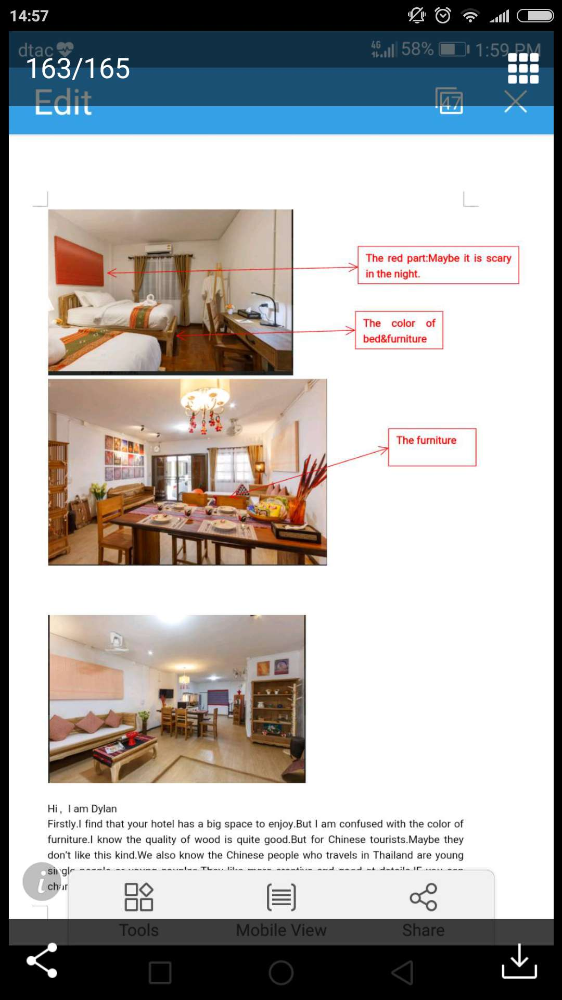 14:57
dtac
58%
1:59 PM
4G
163/165
Edit
47
The red part:Maybe it is scary
in the night.
The color of
bed&furniture
The furniture
Hi，I am Dylan
Firstly.I find that your hotel has a big space to enjoy.But I am confused with the color of
furniture.I know the quality of wood is quite good.But for Chinese tourists.Maybe they
don't like this kind.We also know the Chinese people who travels in Thailand are young
Tools
Mobile View
Share